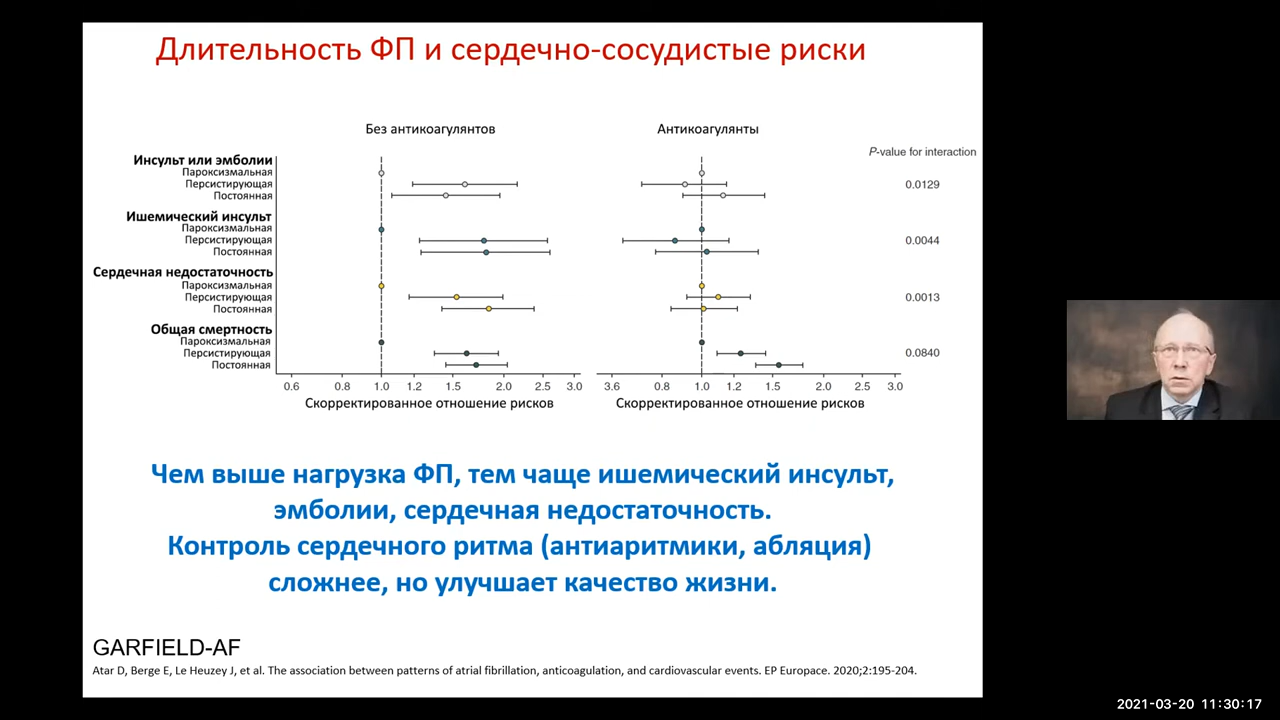 Длительность ФП и сердечно-сосудистые риски
Без антикоагулянтов
Антикоагулянты
P-value for interaction
Инсульт или эмболии
Пароксизмальная
Персистирующая
0.0129
Постоянная
Ишемический инсульт
Пароксизмальная
Персистирующая
0.0044
Постоянная
Сердечная недостаточность
Пароксизмальная
Персистирующая
0.0013
Постоянная
Общая смертность
Пароксизмальная
Персистирующая
0.0840
Постоянная
0.6 0.8 1.0 1.2 1.5 2.0 2.5 3.0
3.6 0.8 1.0 1.2 1.5 2.0 2.5 3.0
Скорректированное отношение рисков
Скорректированное отношение рисков
Чем выше нагрузка ФП, тем чаще ишемический инсульт,
эмболии, сердечная недостаточность.
Контроль сердечного ритма (антиаритмики, абляция)
сложнее, но улучшает качество жизни.
GARFIELD-AF
Atar D, Berge E, Le Heuzey J, et al. The association between patterns of atrial fibrillation, anticoagulation, and cardiovascular events. EP Europace. 2020;2:195-204.
2021-03-20 11:30:17